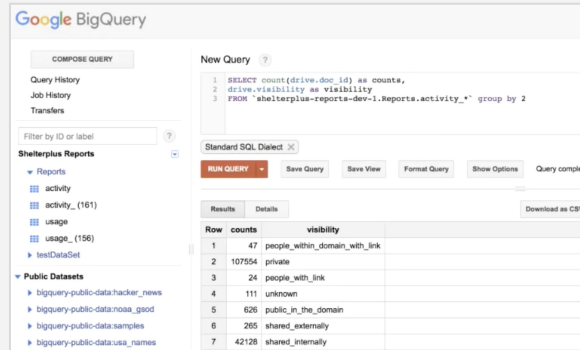 Google BigQuery
COMPOSE QUERY
Query History
Job History
Transfers
Filter by ID or label ?
Shelterplus Reports
Reports
activity
activity_ (161)
usage
usage_ (156)
testDataSet
Public Datasets
bigquery-public-data:hacker_news
bigquery-public-data:noaa_gsod
bigquery-public-data:samples
bigquery-public-data:usa_names
New Query ?
1 SELECT count(drive.doc_id) as counts,
2 drive.visibility as visibility
3 FROM `shelterplus-reports-dev-1.Reports.activity_*` group by 2
Standard SQL Dialect X
RUN QUERY Save Query Save View Format Query Show Options Query comple
Results Details Download as CS
Row counts visibility
1 47 people_within_domain_with_link
2 107554 private
3 24 people_with_link
4 111 unknown
5 626 public_in_the_domain
6 265 shared_externally
7 42128 shared_internally